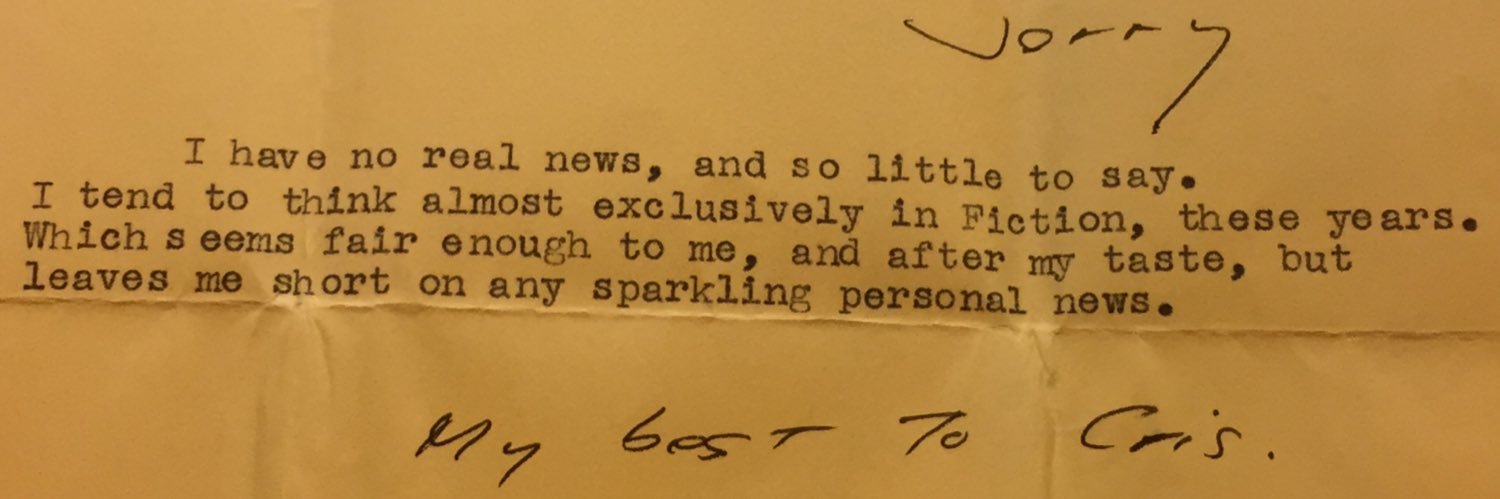 Jorry
I have no real news, and so little to say.
I tend to think almost exclusively in Fiction, these years.
Which s eems fair enough to me, and after my taste, but
leaves me short on any sparkling personal news.
My best To Cris.